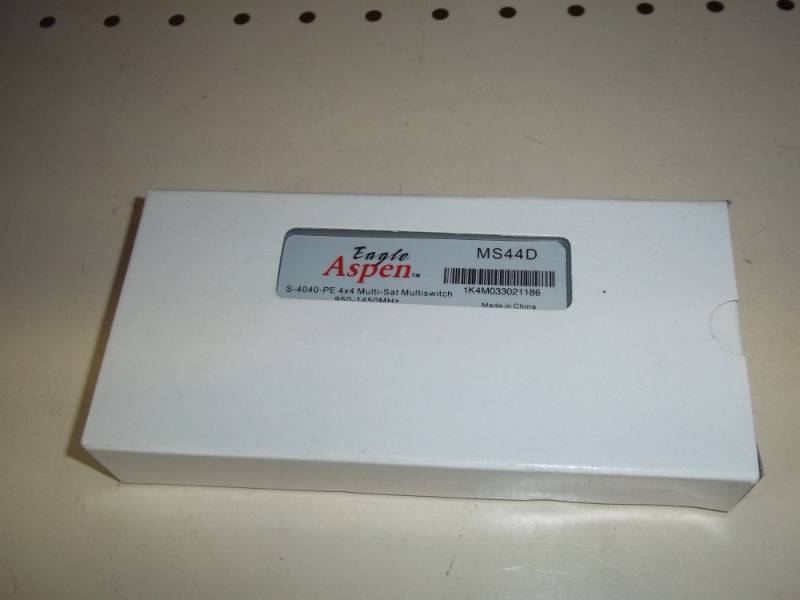 Eagle
Aspen™
MS44D
S-4040-PE 4x4 Multi-Sat Multiswitch
1K4M033021186
950-1450MHz
Made in China